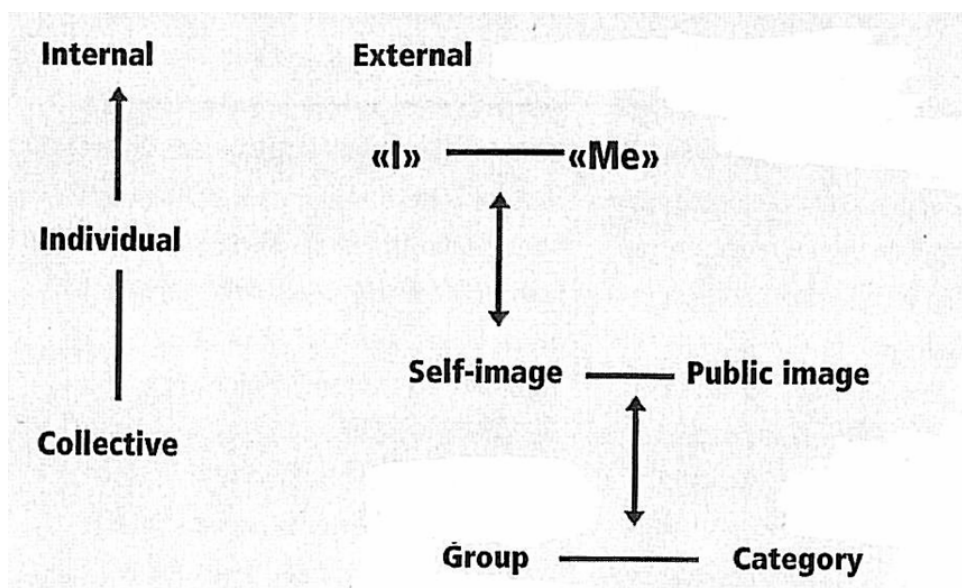 Internal External
«I» «Me»
Individual
Self-image Public image
Collective
Group Category